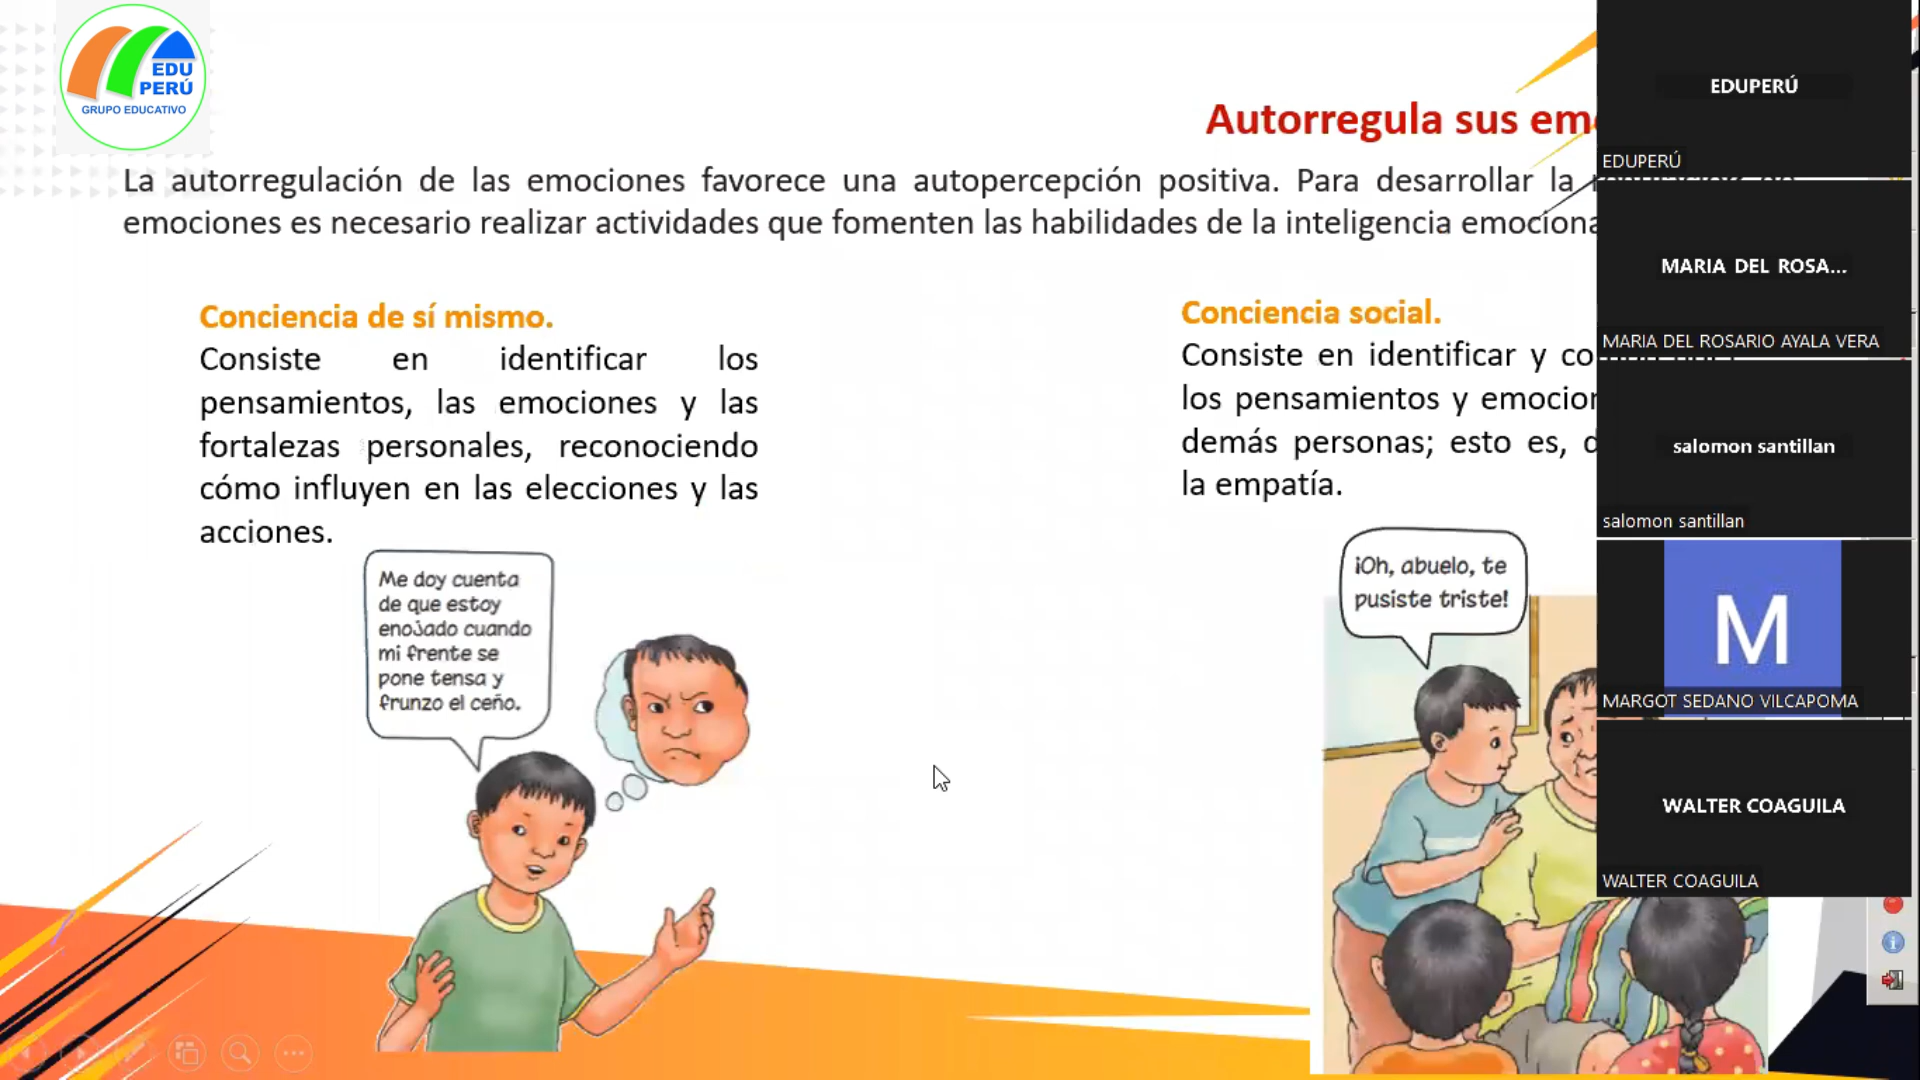 EDU
PERÚ
GRUPO EDUCATIVO
Autorregula sus
La autorregulación de las emociones favorece una autopercepción positiva. Para desarrollar la
emociones es necesario realizar actividades que fomenten las habilidades de la inteligencia
Conciencia de sí mismo.
Consiste en identificar los
pensamientos, las emociones y las
fortalezas personales, reconociendo
cómo influyen en las elecciones y las
acciones.
Me doy cuenta
de que estoy
enojado cuando
mi frente se
pone tensa y
frunzo el ceño.
Conciencia social.
Consiste en identificar y
los pensamientos y
demás personas; esto es,
la empatía.
¡Oh, abuelo, te
pusiste triste!
EDUPERÚ
EDUPERÚ
MARIA DEL ROSA...
MARIA DEL ROSARIO AYALA VERA
salomon santillan
salomon santillan
M
MARGOT SEDANO VILCAPOMA
WALTER COAGUILA
WALTER COAGUILA